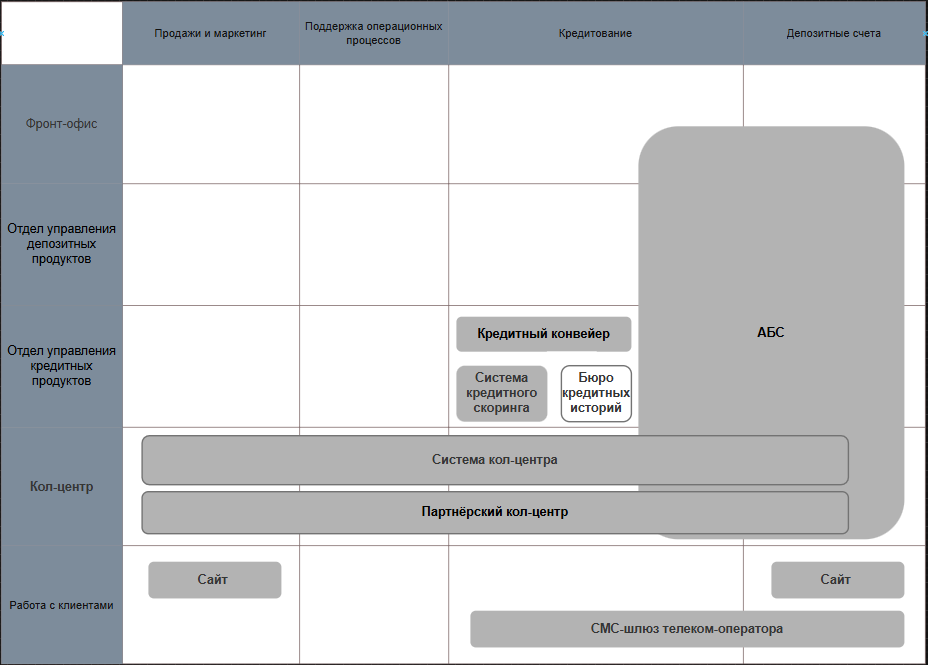 Продажи и маркетинг
Поддержка операционных
процессов
Кредитование
Депозитные счета
Фронт-офис
Отдел управления
депозитных
продуктов
Отдел управления
кредитных
продуктов
Кредитный конвейер
АБС
Система
кредитного
скоринга
Бюро
кредитных
историй
Кол-центр
Система кол-центра
Партнёрский кол-центр
Работа с клиентами
Сайт
Сайт
СМС-шлюз телеком-оператора